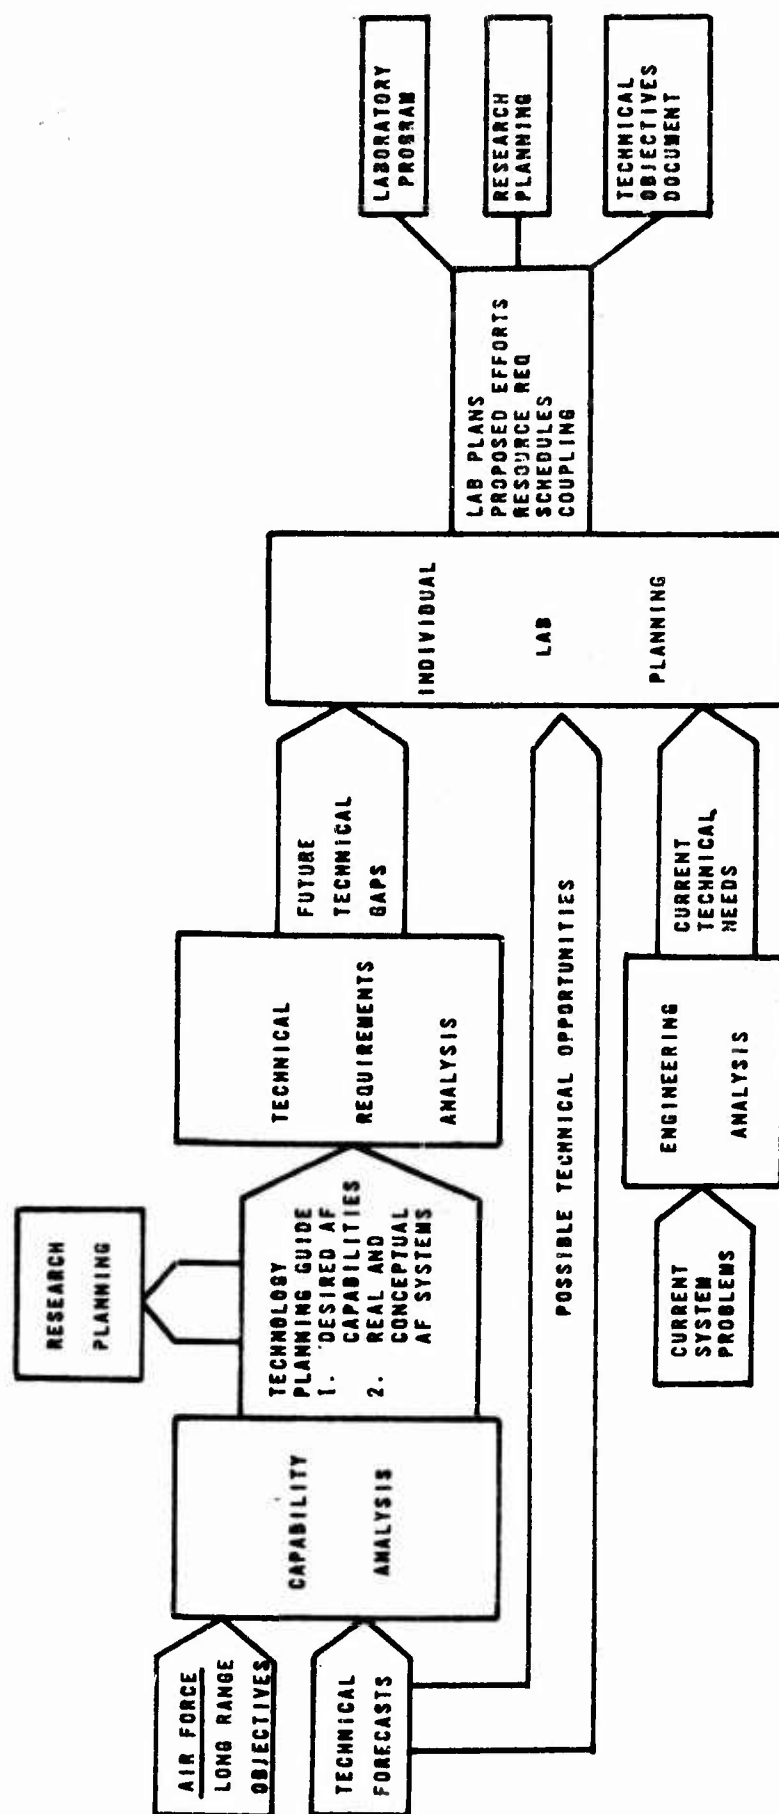 AIR FORCE
LONG RANGE
OBJECTIVES
TECHNICAL
FORECASTS
CAPABILITY
ANALYSIS
RESEARCH
PLANNING
TECHNOLOGY
PLANNING GUIDE
1. DESIRED AF
CAPABILITIES
2. REAL AND
CONCEPTUAL
AF SYSTEMS
TECHNICAL
REQUIREMENTS
ANALYSIS
FUTURE
TECHNICAL
GAPS
POSSIBLE TECHNICAL OPPORTUNITIES
CURRENT
SYSTEM
PROBLEMS
ENGINEERING
ANALYSIS
CURRENT
TECHNICAL
NEEDS
INDIVIDUAL
LAB
PLANNING
LAB PLANS
PROPOSED EFFORTS
RESOURCE REQ
SCHEDULES
COUPLING
LABORATORY
PROGRAM
RESEARCH
PLANNING
TECHNICAL
OBJECTIVES
DOCUMENT